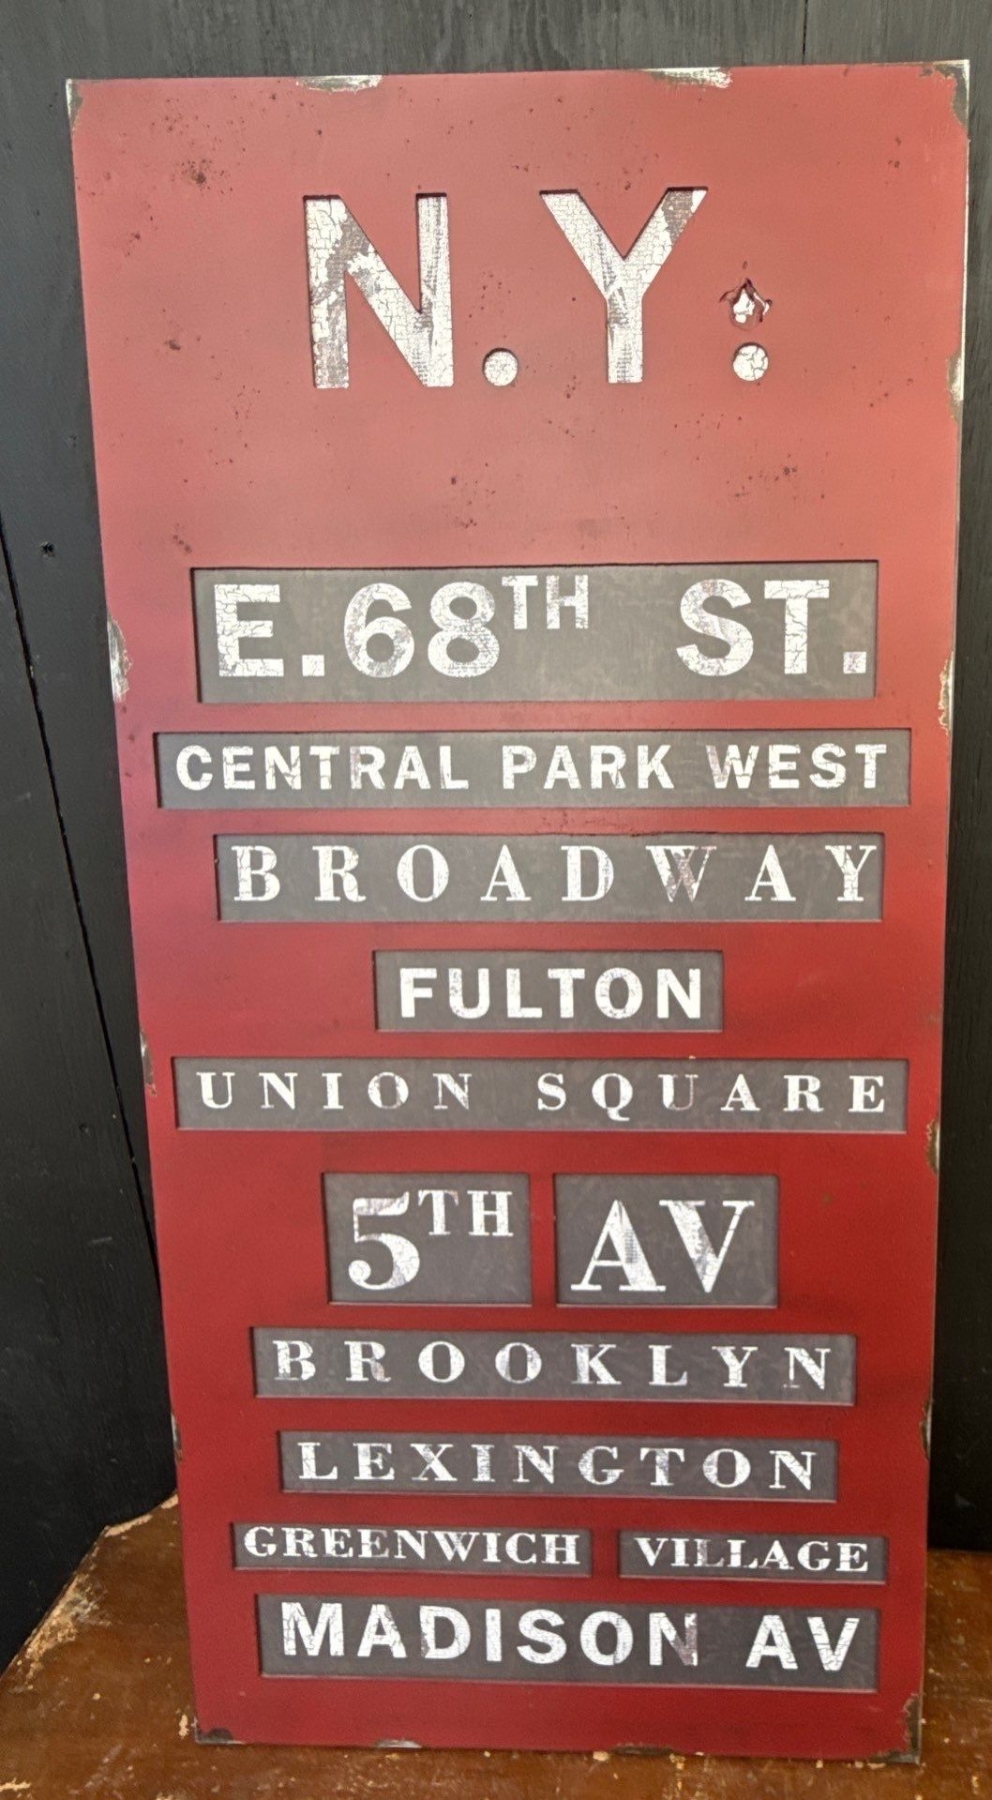 N.Y.
E.68TH ST.
CENTRAL PARK WEST
BROADWAY
FULTON
UNION SQUARE
5TH AV
BROOKLYN
LEXINGTON
GREENWICH VILLAGE
MADISON AV